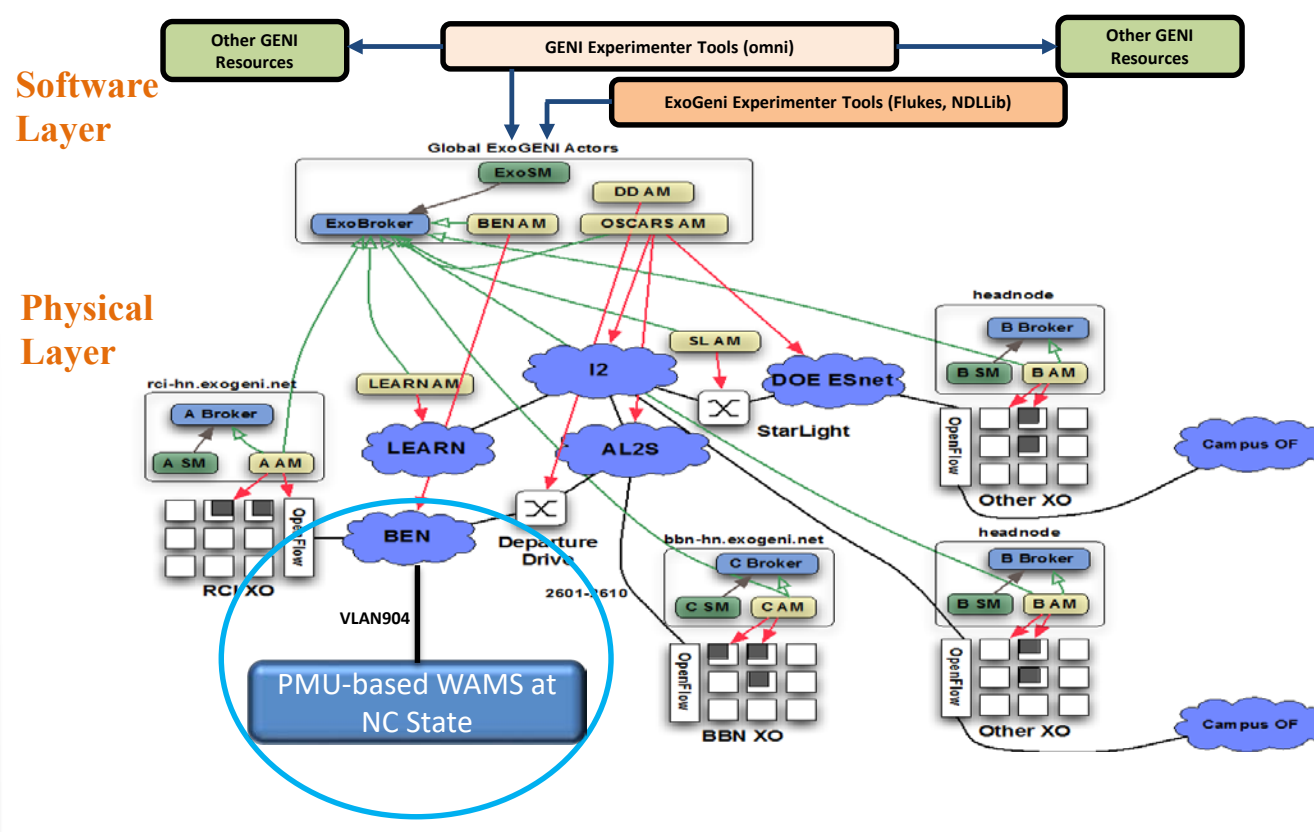 Other GENI
Resources
GENI Experimenter Tools (omni)
Other GENI
Resources
Software
Layer
ExoGeni Experimenter Tools (Flukes, NDLLib)
Global ExoGENI Actors
ExoSM
DD AM
ExoBroker
BEN AM
OSCARS AM
Physical
Layer
headnode
B Broker
SL AM
I2
B SM
B AM
DOE ESnet
rci-hn.exogeni.net
LEARN AM
A Broker
StarLight
OpenFlow
LEARN
AL2S
Campus OF
A SM
A AM
Other XO
OpenFlow
BEN
Departure
Drive
bbn-hn.exogeni.net
headnode
C Broker
B Broker
RCI XO
2601-2610
C SM
C AM
B SM
B AM
VLAN904
OpenFlow
OpenFlow
PMU-based WAMS at
NC State
BBN XO
Other XO
Campus OF